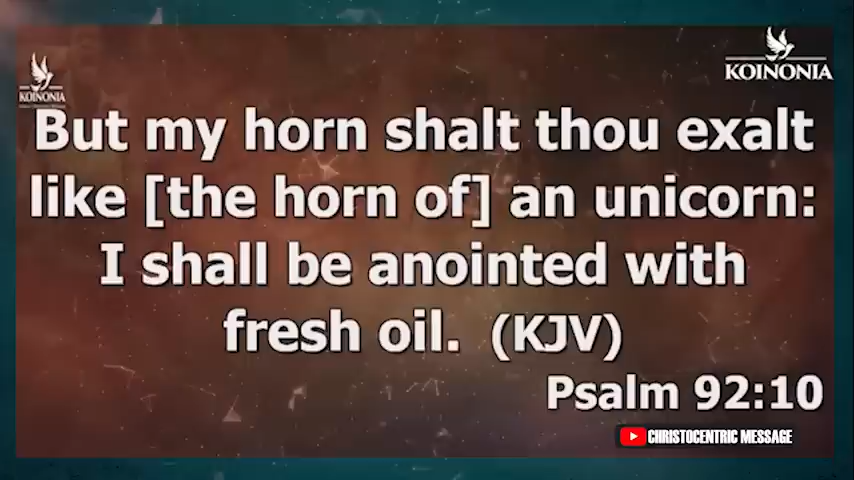 KOINONIA
KOINONIA
But my horn shalt thou exalt
like [the horn of] an unicorn:
I shall be anointed with
fresh oil. (KJV)
Psalm 92:10
CHRISTOCENTRIC MESSAGE